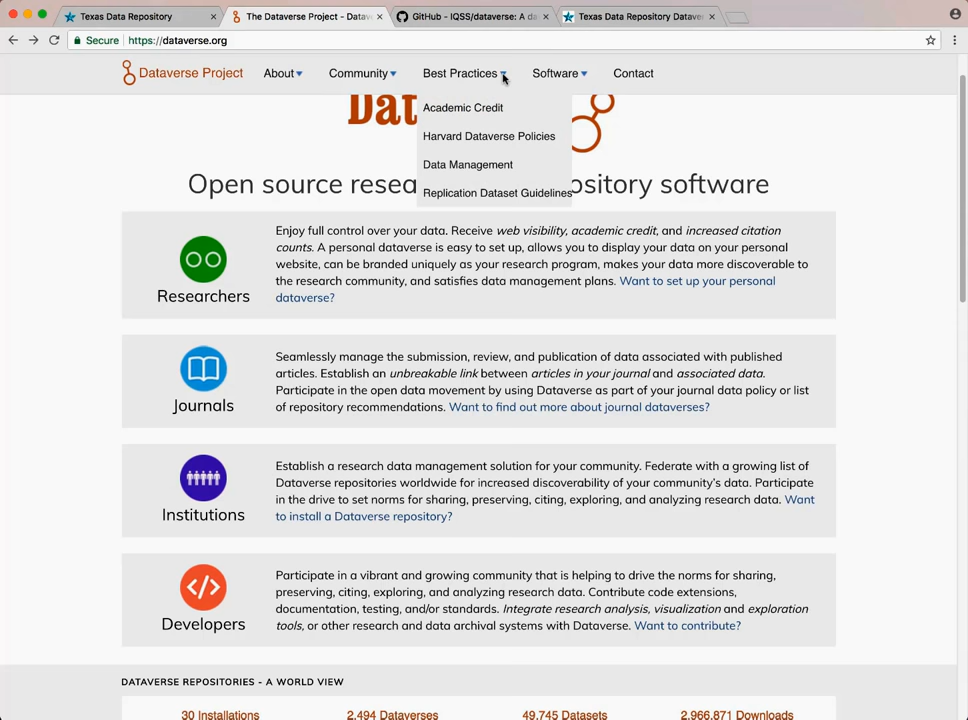 Texas Data Repository
The Dataverse Project - Datav
GitHub - IQSS/dataverse: A da
Texas Data Repository Dataver
Secure
https://dataverse.org
Dataverse Project
About
Community
Best Practices
Software
Contact
Academic Credit
Harvard Dataverse Policies
Data Management
Replication Dataset Guidelines
Dat
Open source resea
ository software
Researchers
Enjoy full control over your data. Receive web visibility, academic credit, and increased citation
counts. A personal dataverse is easy to set up, allows you to display your data on your personal
website, can be branded uniquely as your research program, makes your data more discoverable to
the research community, and satisfies data management plans. Want to set up your personal
dataverse?
Journals
Seamlessly manage the submission, review, and publication of data associated with published
articles. Establish an unbreakable link between articles in your journal and associated data.
Participate in the open data movement by using Dataverse as part of your journal data policy or list
of repository recommendations. Want to find out more about journal dataverses?
Institutions
Establish a research data management solution for your community. Federate with a growing list of
Dataverse repositories worldwide for increased discoverability of your community's data. Participate
in the drive to set norms for sharing, preserving, citing, exploring, and analyzing research data. Want
to install a Dataverse repository?
Developers
Participate in a vibrant and growing community that is helping to drive the norms for sharing,
preserving, citing, exploring, and analyzing research data. Contribute code extensions,
documentation, testing, and/or standards. Integrate research analysis, visualization and exploration
tools, or other research and data archival systems with Dataverse. Want to contribute?
DATAVERSE REPOSITORIES - A WORLD VIEW
30 Installations
2,494 Dataverses
49,745 Datasets
2,966,871 Downloads